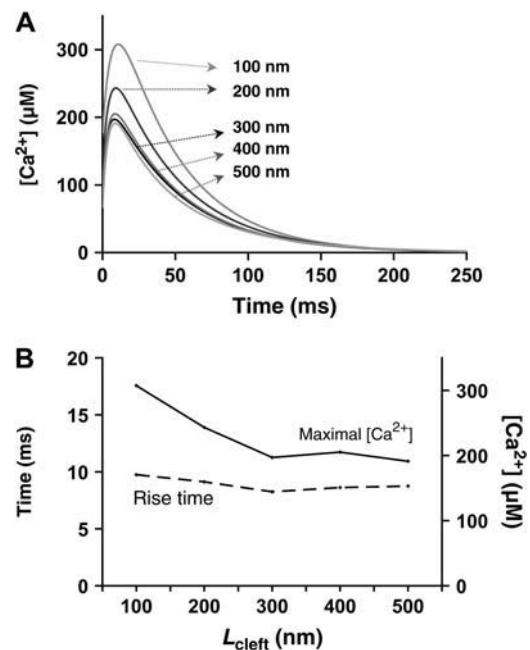 A
300
200
100
0
[Ca²⁺] (µM)
100 nm
200 nm
300 nm
400 nm
500 nm
0 50 100 150 200 250
Time (ms)
B
20
15
10
5
0
Time (ms)
Maximal [Ca²⁺]
Rise time
300
200
100
0
[Ca²⁺] (µM)
100 200 300 400 500
L_cleft (nm)